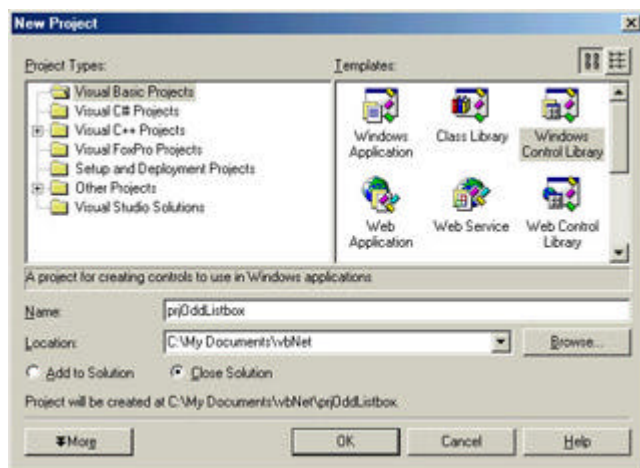 New Project
Project Types:
Templates:
Visual Basic Projects
Visual C# Projects
Visual C++ Projects
Visual FoxPro Projects
Setup and Deployment Projects
Other Projects
Visual Studio Solutions
Windows Application
Class Library
Windows Control Library
Web Application
Web Service
Web Control Library
A project for creating controls to use in Windows applications
Name:
prjOddListbox
Location:
C:\My Documents\vbNet
Browse...
Add to Solution
Close Solution
Project will be created at C:\My Documents\vbNet\prjOddListbox.
More
OK
Cancel
Help